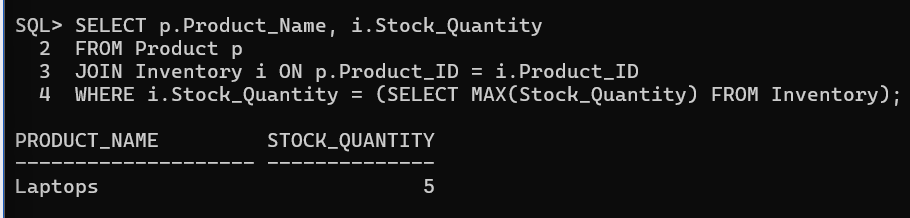 SQL> SELECT p.Product_Name, i.Stock_Quantity
  2  FROM Product p
  3  JOIN Inventory i ON p.Product_ID = i.Product_ID
  4  WHERE i.Stock_Quantity = (SELECT MAX(Stock_Quantity) FROM Inventory);
PRODUCT_NAME         STOCK_QUANTITY
-------------------- --------------
Laptops                           5